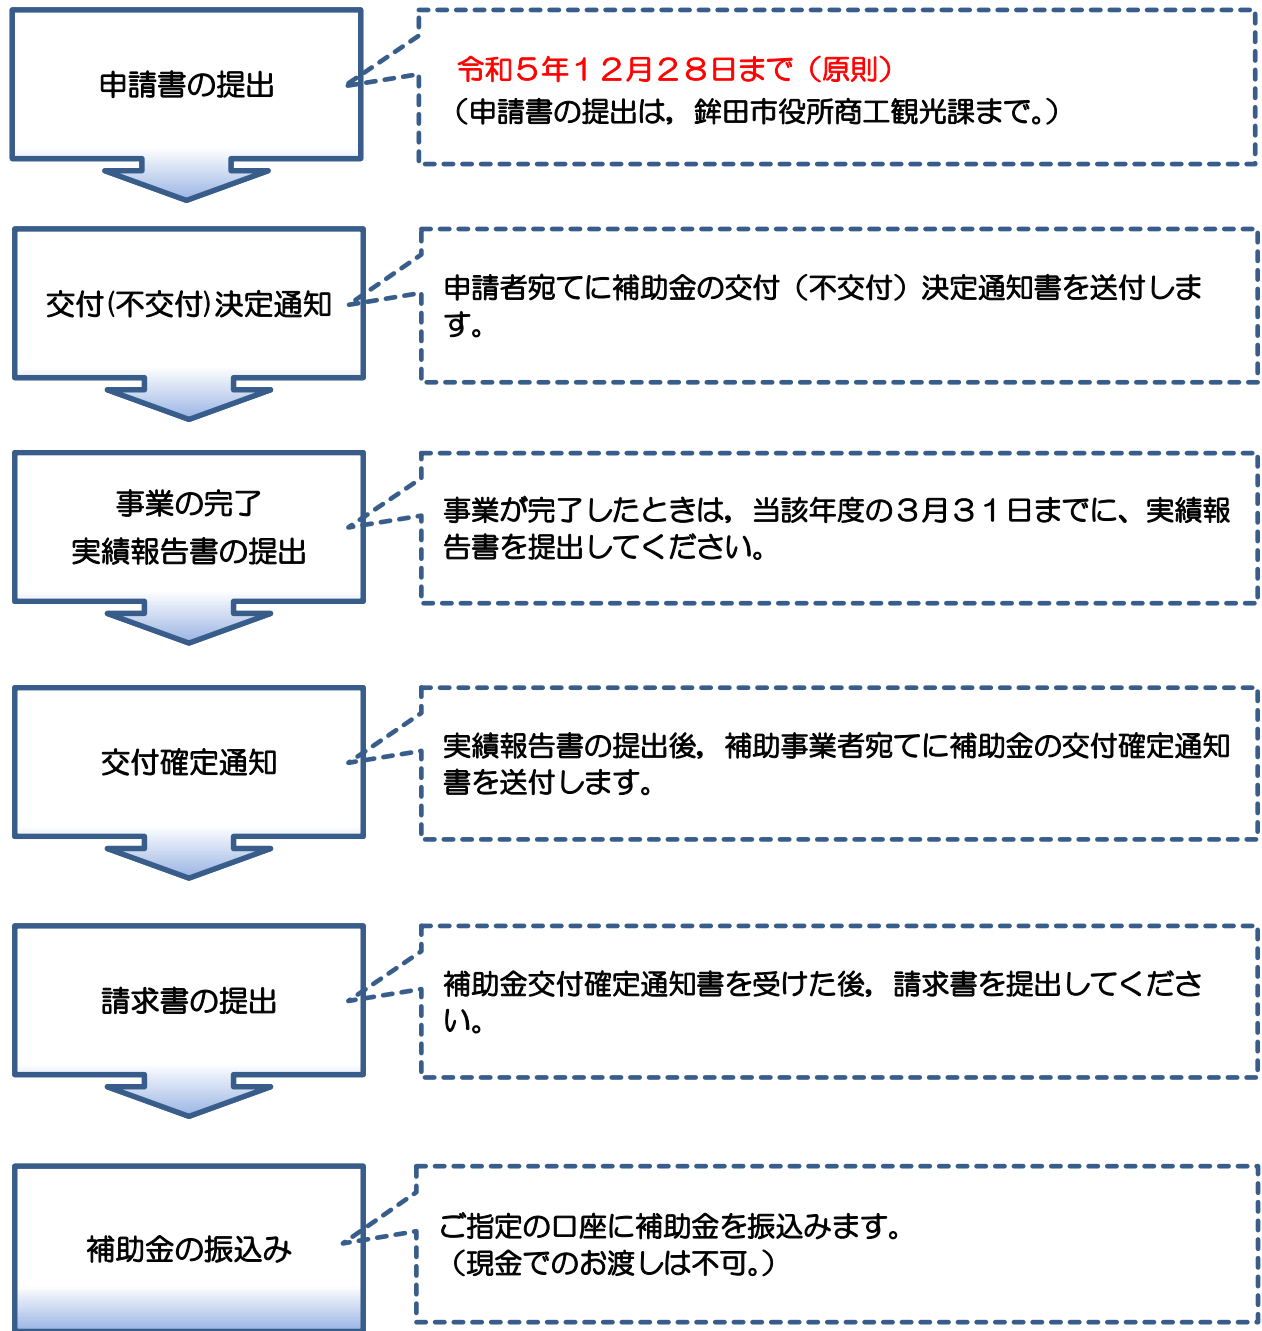 申請書の提出
令和５年１２月２８日まで（原則）
（申請書の提出は，鉾田市役所商工観光課まで。）
交付(不交付)決定通知
申請者宛てに補助金の交付（不交付）決定通知書を送付しま
す。
事業の完了
実績報告書の提出
事業が完了したときは，当該年度の３月３１日までに、実績報
告書を提出してください。
交付確定通知
実績報告書の提出後，補助事業者宛てに補助金の交付確定通知
書を送付します。
請求書の提出
補助金交付確定通知書を受けた後，請求書を提出してくださ
い。
補助金の振込み
ご指定の口座に補助金を振込みます。
（現金でのお渡しは不可。）